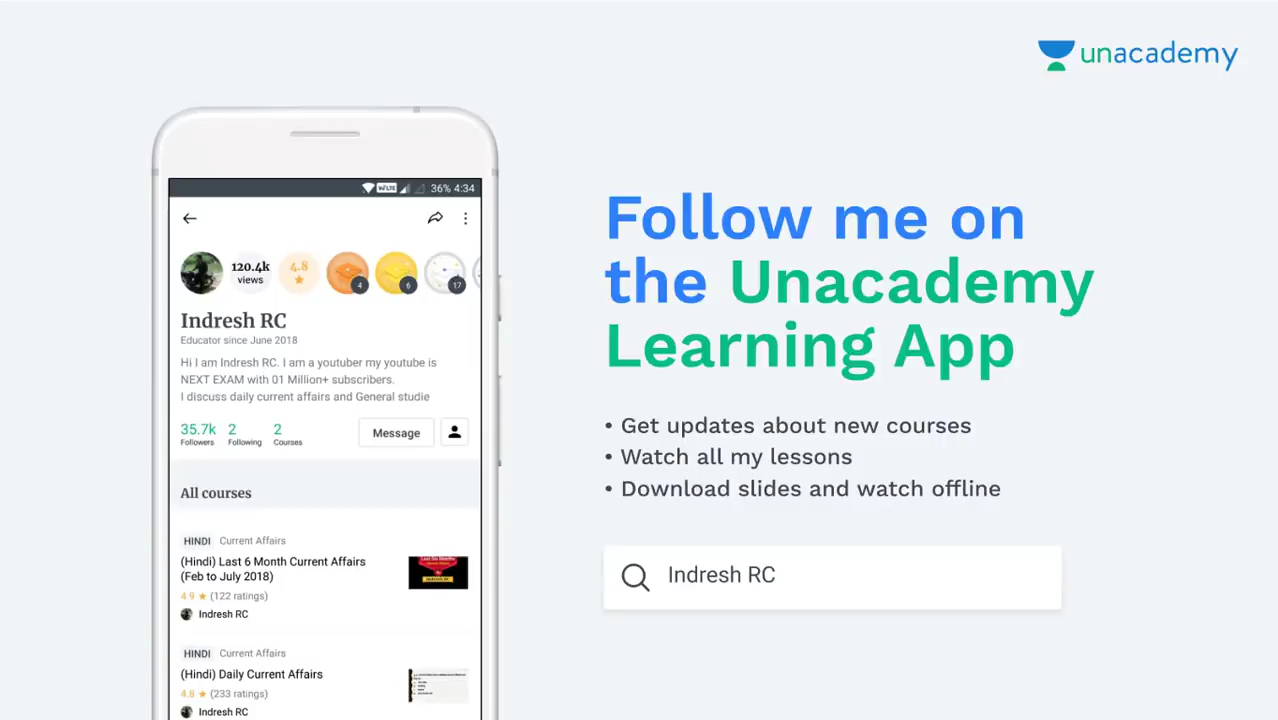 unacademy
VoLTE 36% 4:34
120.4k
views
4.8
4
6
17
Indresh RC
Educator since June 2018
Hi I am Indresh RC. I am a youtuber my youtube is
NEXT EXAM with 01 Million+ subscribers.
I discuss daily current affairs and General studie
35.7k 2 2
Followers Following Courses
Message
All courses
HINDI Current Affairs
(Hindi) Last 6 Month Current Affairs
(Feb to July 2018)
4.9 ★ (122 ratings)
Indresh RC
HINDI Current Affairs
(Hindi) Daily Current Affairs
4.8 ★ (233 ratings)
Indresh RC
Follow me on
the Unacademy
Learning App
• Get updates about new courses
• Watch all my lessons
• Download slides and watch offline
Indresh RC